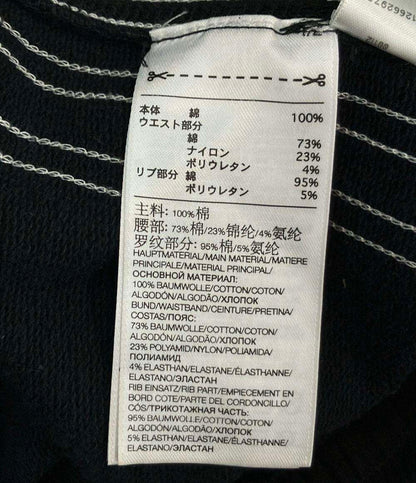 本体 綿 100%
ウエスト部分
綿 73%
ナイロン 23%
ポリウレタン 4%
リブ部分 綿 95%
ポリウレタン 5%
主料: 100%棉
腰部: 73%棉/23%锦纶/4%氨纶
罗纹部分: 95%棉/5%氨纶
HAUPTMATERIAL/MAIN MATERIAL/MATIERE
PRINCIPALE/MATERIAL PRINCIPAL/
ОСНОВНОЙ МАТЕРИАЛ:
100% BAUMWOLLE/COTTON/COTON/
ALGODÓN/ALGODÃO/ХЛОПОК
BUND/WAISTBAND/CEINTURE/PRETINA/
COSTAS/ПОЯС:
73% BAUMWOLLE/COTTON/COTON/
ALGODÓN/ALGODÃO/ХЛОПОК
23% POLYAMID/NYLON/POLIAMIDA/
ПОЛИАМИД
4% ELASTHAN/ELASTANE/ÉLASTHANNE/
ELASTANO/ЭЛАСТАН
RIB EINSATZ/RIB PART/EMPIECEMENT EN
BORD COTE/PARTE DEL CORDONCILLO/
CÓS/ТРИКОТАЖНАЯ ЧАСТЬ:
95% BAUMWOLLE/COTTON/COTON/
ALGODÓN/ALGODÃO/ХЛОПОК
5% ELASTHAN/ELASTANE/ÉLASTHANNE/
ELASTANO/ЭЛАСТАН